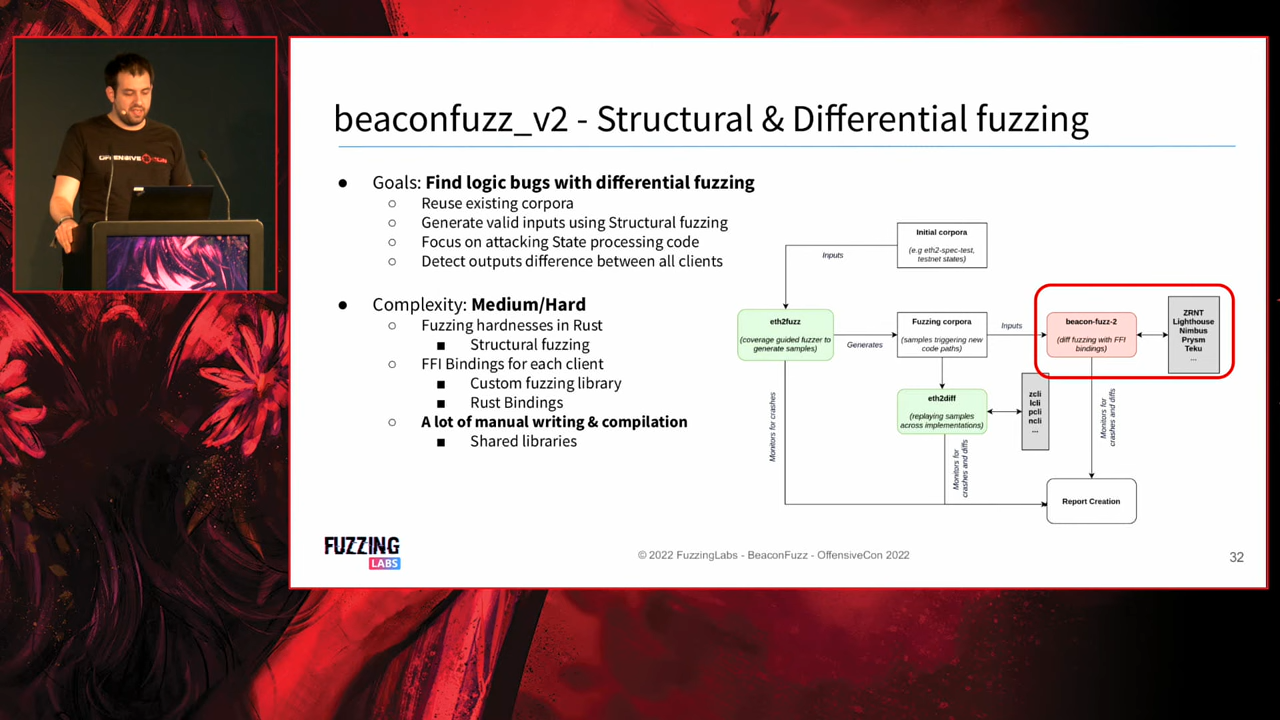 OFFENSIVE CON
beaconfuzz_v2 - Structural & Differential fuzzing
● Goals: Find logic bugs with differential fuzzing
○ Reuse existing corpora
○ Generate valid inputs using Structural fuzzing
○ Focus on attacking State processing code
○ Detect outputs difference between all clients
● Complexity: Medium/Hard
○ Fuzzing hardnesses in Rust
■ Structural fuzzing
○ FFI Bindings for each client
■ Custom fuzzing library
■ Rust Bindings
○ A lot of manual writing & compilation
■ Shared libraries
Initial corpora
(e.g eth2-spec-test,
testnet states)
Inputs
eth2fuzz
(coverage guided fuzzer to
generate samples)
Generates
Fuzzing corpora
(samples triggering new
code paths)
Inputs
beacon-fuzz-2
(diff fuzzing with FFI
bindings)
ZRNT
Lighthouse
Nimbus
Prysm
Teku
...
eth2diff
(replaying samples
across implementations)
zcli
lcli
pcli
ncli
...
Monitors for crashes
Monitors for
crashes and diffs
Monitors for
crashes and diffs
Report Creation
FUZZING
LABS
© 2022 FuzzingLabs - BeaconFuzz - OffensiveCon 2022
32